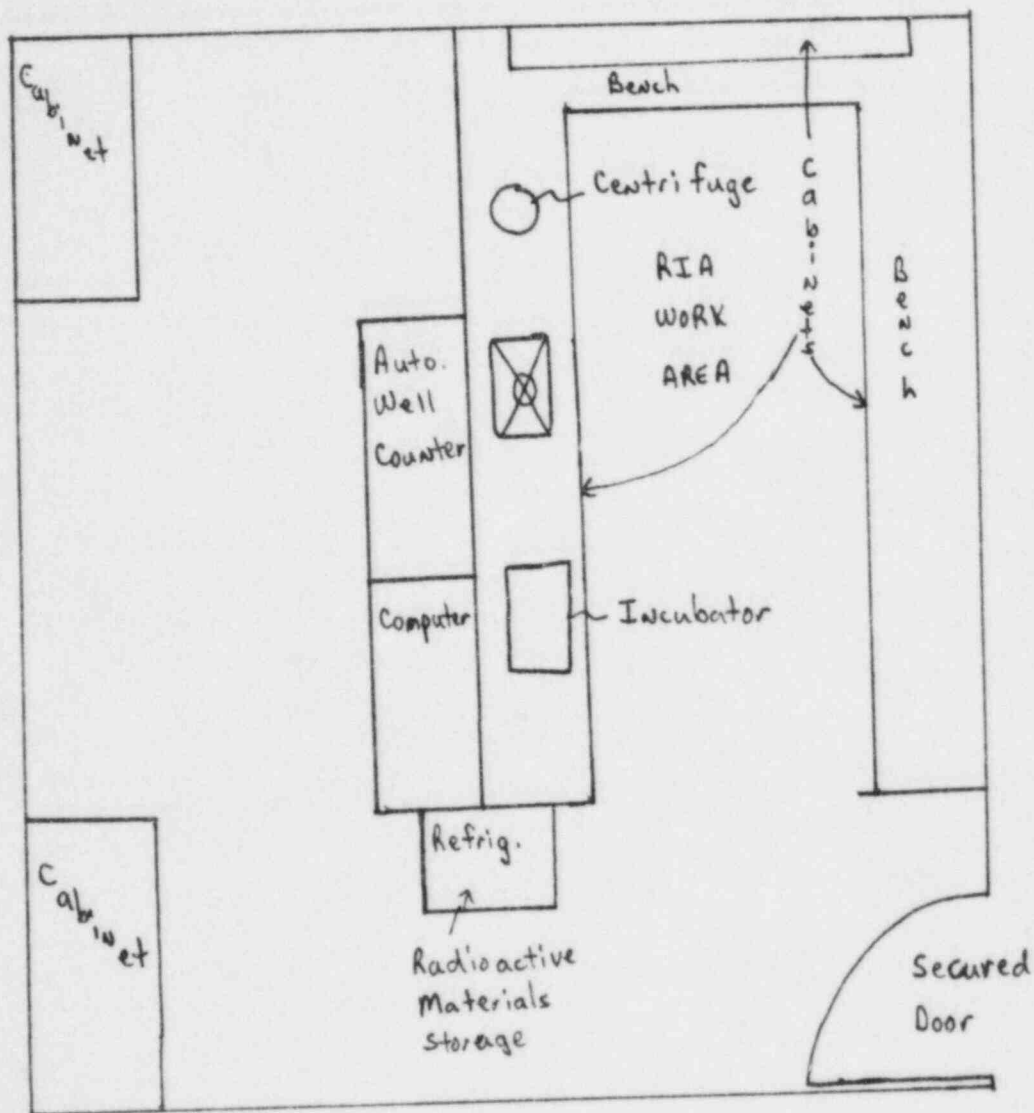 Cabinet
Bench
Centrifuge
Cabinets
RIA
WORK
AREA
Bench
Auto.
Well
Counter
Computer
Incubator
Refrig.
Cabinet
Radioactive
Materials
Storage
Secured
Door